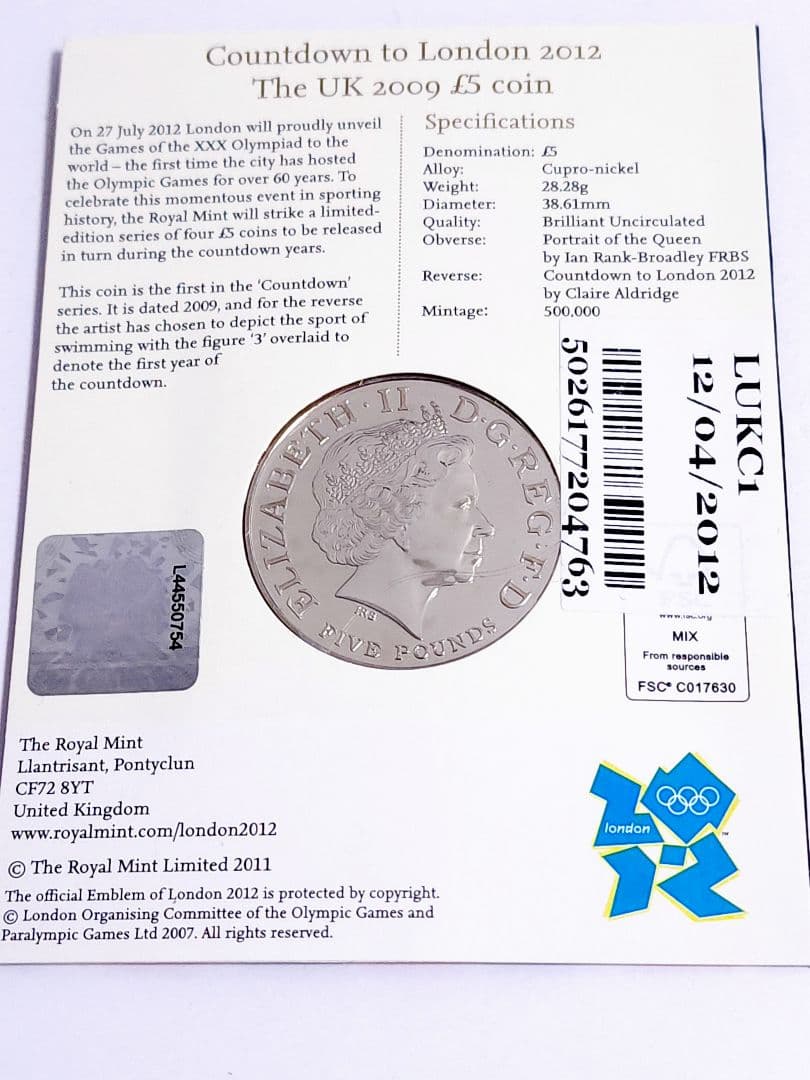 Countdown to London 2012
The UK 2009 £5 coin
On 27 July 2012 London will proudly unveil
the Games of the XXX Olympiad to the
world – the first time the city has hosted
the Olympic Games for over 60 years. To
celebrate this momentous event in sporting
history, the Royal Mint will strike a limited-
edition series of four £5 coins to be released
in turn during the countdown years.
This coin is the first in the 'Countdown'
series. It is dated 2009, and for the reverse
the artist has chosen to depict the sport of
swimming with the figure '3' overlaid to
denote the first year of
the countdown.
Specifications
Denomination: £5
Alloy: Cupro-nickel
Weight: 28.28g
Diameter: 38.61mm
Quality: Brilliant Uncirculated
Obverse: Portrait of the Queen
by Ian Rank-Broadley FRBS
Reverse: Countdown to London 2012
by Claire Aldridge
Mintage: 500,000
LUKC1
12/04/2012
5026177204763
ELIZABETH·II D·G·REG·F·D
IRB
FIVE POUNDS
L44550754
MIX
From responsible
sources
FSC® C017630
The Royal Mint
Llantrisant, Pontyclun
CF72 8YT
United Kingdom
www.royalmint.com/london2012
© The Royal Mint Limited 2011
The official Emblem of London 2012 is protected by copyright.
© London Organising Committee of the Olympic Games and
Paralympic Games Ltd 2007. All rights reserved.
london
™